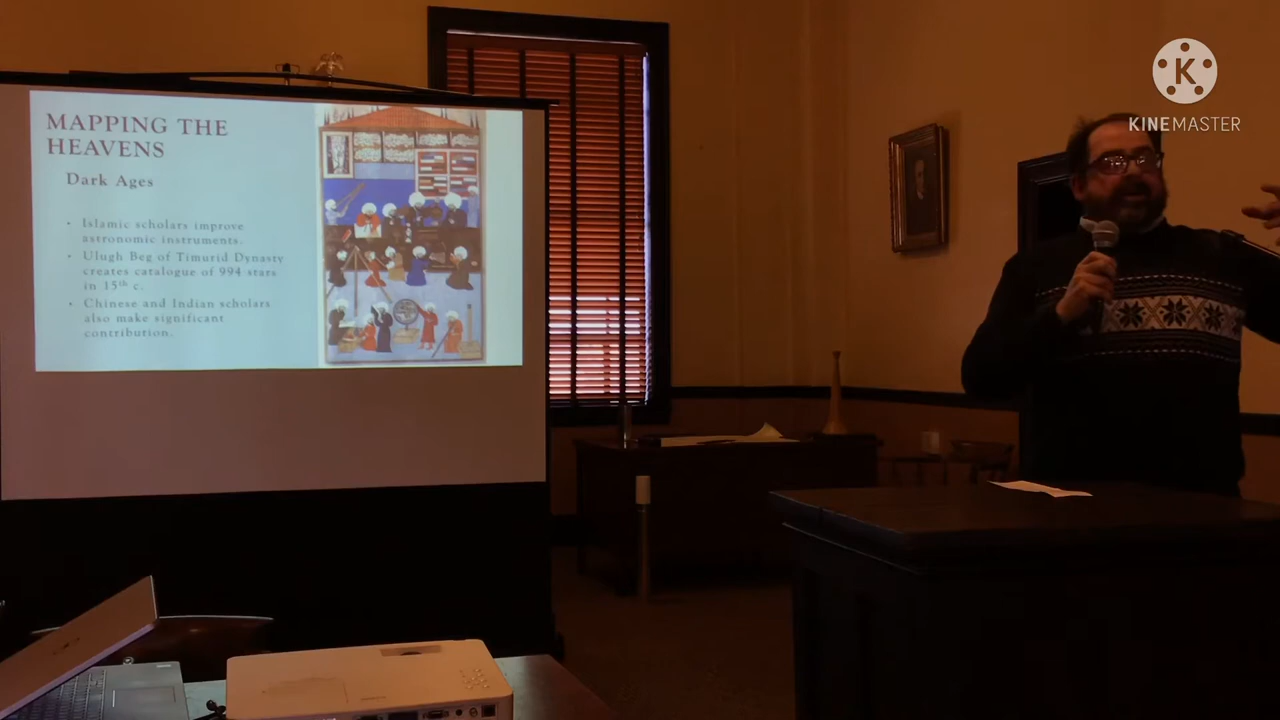 MAPPING THE
HEAVENS
Dark Ages
Islamic scholars improve
astronomic instruments.
Ulugh Beg of Timurid Dynasty
creates catalogue of 994 stars
in 15th c.
Chinese and Indian scholars
also make significant
contribution.
K
KINEMASTER